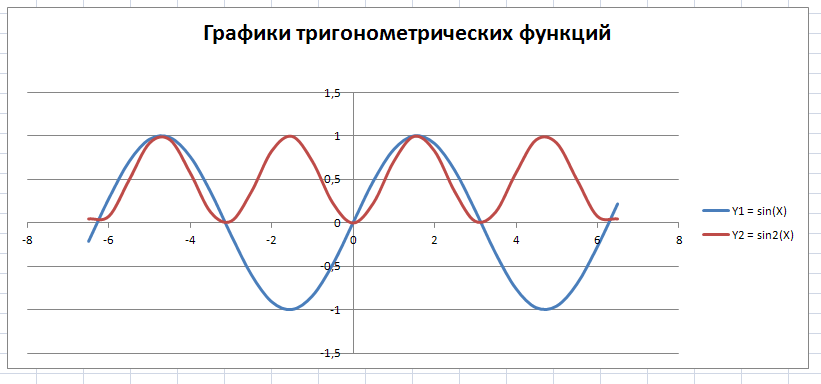 Графики тригонометрических функций
1,5
1
0,5
0
-8 -6 -4 -2 0 2 4 6 8
-0,5
-1
-1,5
Y1 = sin(X)
Y2 = sin2(X)